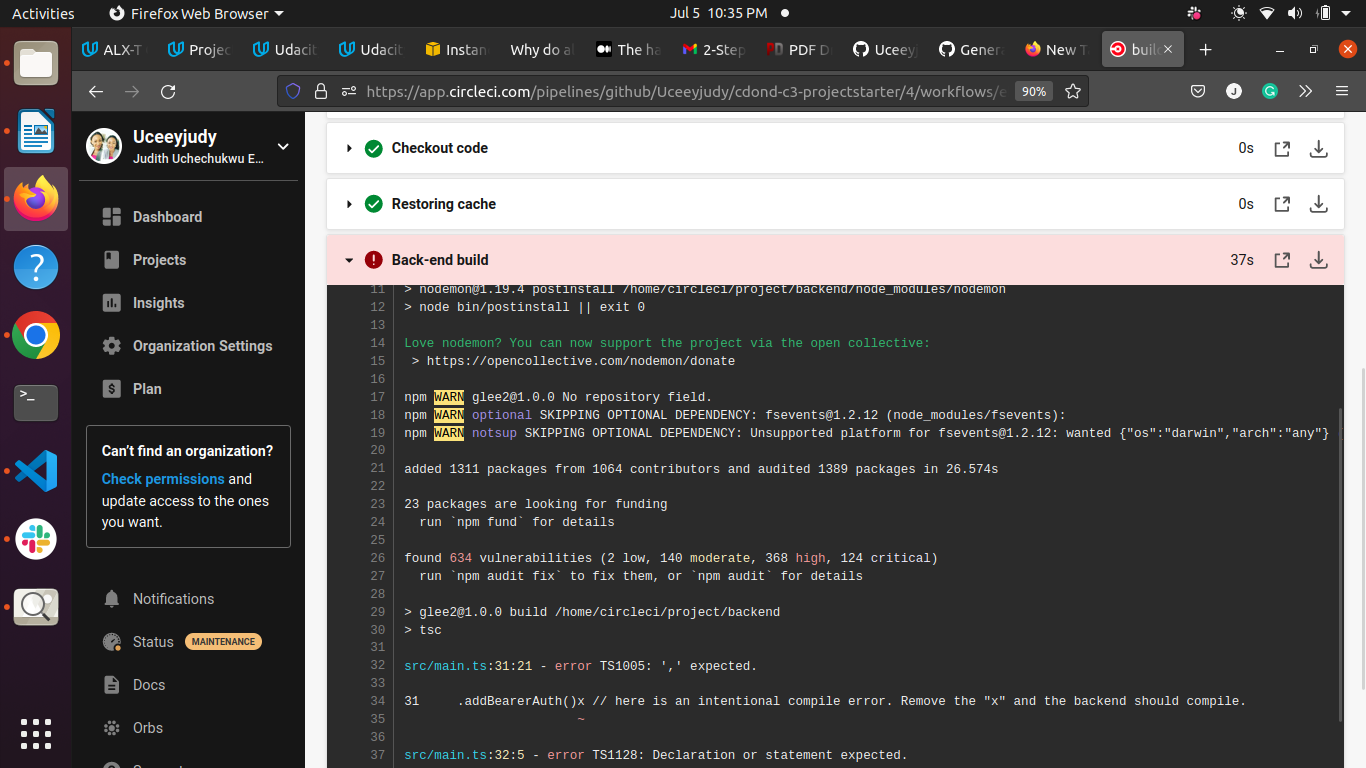 Activities
Firefox Web Browser
Jul 5 10:35 PM
ALX-T
Projec
Udacit
Udacit
Instan
Why do al
The ha
2-Step
PDF D
Uceeyj
Gener
New T
buil
https://app.circleci.com/pipelines/github/Uceeyjudy/cdond-c3-projectstarter/4/workflows/e
90%
J
Uceeyjudy
Judith Uchechukwu E...
Dashboard
Projects
Insights
Organization Settings
Plan
Can't find an organization?
Check permissions and
update access to the ones
you want.
Notifications
Status MAINTENANCE
Docs
Orbs
Checkout code 0s
Restoring cache 0s
Back-end build 37s
11 > nodemon@1.19.4 postinstall /home/circleci/project/backend/node_modules/nodemon
12 > node bin/postinstall || exit 0
13
14 Love nodemon? You can now support the project via the open collective:
15 > https://opencollective.com/nodemon/donate
16
17 npm WARN glee2@1.0.0 No repository field.
18 npm WARN optional SKIPPING OPTIONAL DEPENDENCY: fsevents@1.2.12 (node_modules/fsevents):
19 npm WARN notsup SKIPPING OPTIONAL DEPENDENCY: Unsupported platform for fsevents@1.2.12: wanted {"os":"darwin","arch":"any"}
20
21 added 1311 packages from 1064 contributors and audited 1389 packages in 26.574s
22
23 23 packages are looking for funding
24 run `npm fund` for details
25
26 found 634 vulnerabilities (2 low, 140 moderate, 368 high, 124 critical)
27 run `npm audit fix` to fix them, or `npm audit` for details
28
29 > glee2@1.0.0 build /home/circleci/project/backend
30 > tsc
31
32 src/main.ts:31:21 - error TS1005: ',' expected.
33
34 31 .addBearerAuth()x // here is an intentional compile error. Remove the "x" and the backend should compile.
35 ~
36
37 src/main.ts:32:5 - error TS1128: Declaration or statement expected.